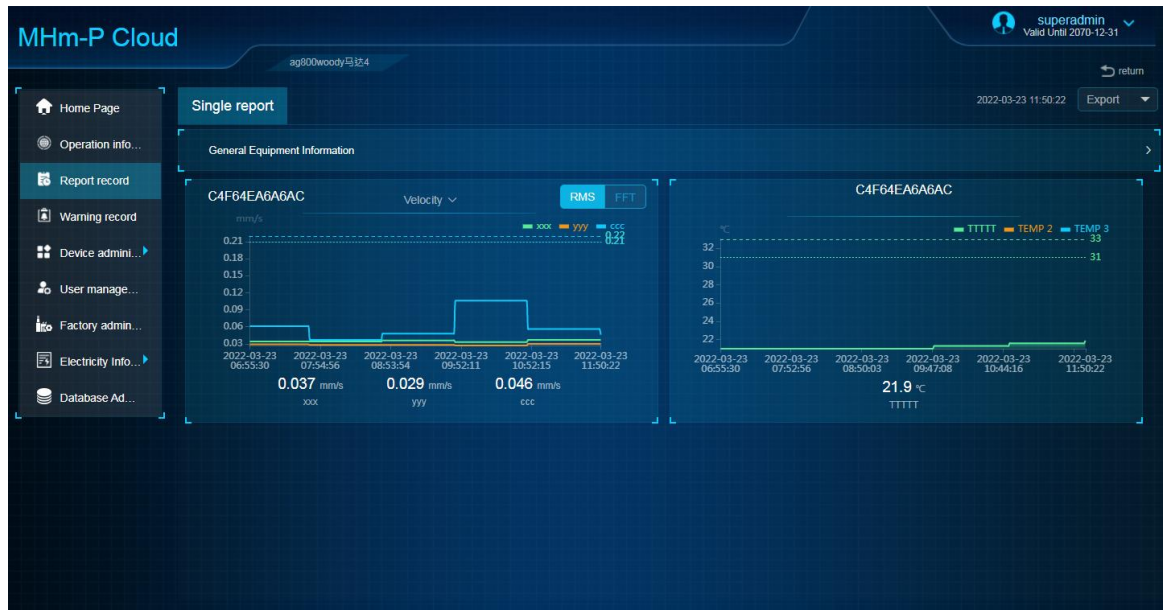 MHm-P Cloud
superadmin
Valid Until 2070-12-31
ag800woody马达4
return
Home Page
Operation info...
Report record
Warning record
Device admini...
User manage...
Factory admin...
Electricity Info...
Database Ad...
Single report
2022-03-23 11:50:22 Export
General Equipment Information
C4F64EA6A6AC Velocity RMS FFT
mm/s
xxx yyy ccc
0.22
0.21
0.21
0.18
0.15
0.12
0.09
0.06
0.03
2022-03-23 2022-03-23 2022-03-23 2022-03-23 2022-03-23 2022-03-23
06:55:30 07:54:56 08:53:54 09:52:11 10:52:15 11:50:22
0.037 mm/s 0.029 mm/s 0.046 mm/s
xxx yyy ccc
C4F64EA6A6AC
℃
TTTTT TEMP 2 TEMP 3
33
31
32
30
28
26
24
22
2022-03-23 2022-03-23 2022-03-23 2022-03-23 2022-03-23 2022-03-23
06:55:30 07:52:56 08:50:03 09:47:08 10:44:16 11:50:22
21.9 ℃
TTTTT